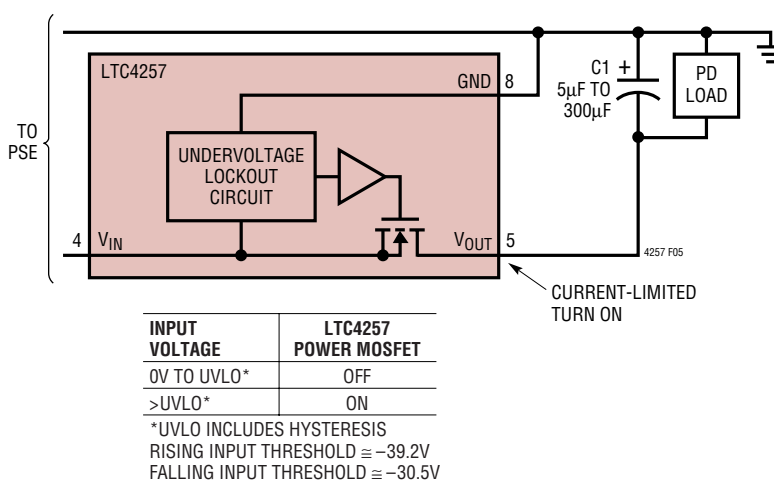 LTC4257
GND 8
C1 +
5µF TO
300µF
PD
LOAD
TO
PSE
UNDERVOLTAGE
LOCKOUT
CIRCUIT
4 VIN
VOUT 5
4257 F05
CURRENT-LIMITED
TURN ON
INPUT
VOLTAGE
LTC4257
POWER MOSFET
0V TO UVLO* OFF
>UVLO* ON
*UVLO INCLUDES HYSTERESIS
RISING INPUT THRESHOLD ≅ –39.2V
FALLING INPUT THRESHOLD ≅ –30.5V